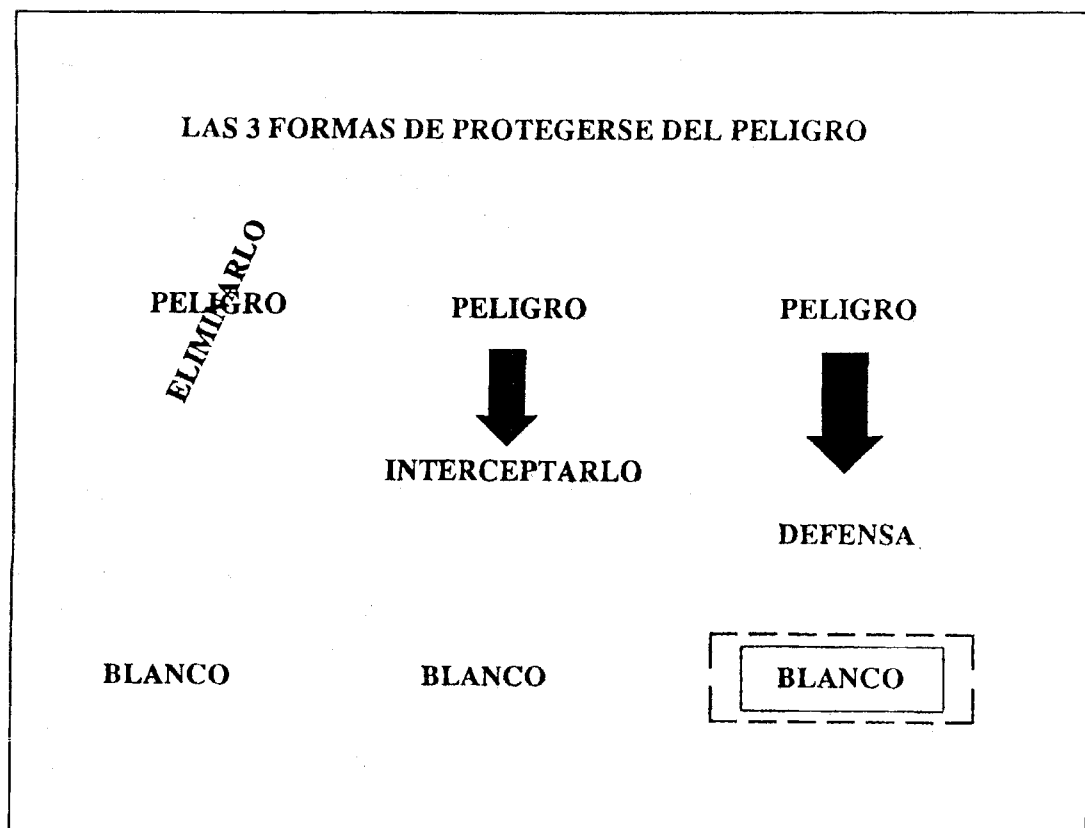 LAS 3 FORMAS DE PROTEGERSE DEL PELIGRO
ELIMINARLO
PELIGRO
PELIGRO
PELIGRO
INTERCEPTARLO
DEFENSA
BLANCO
BLANCO
BLANCO